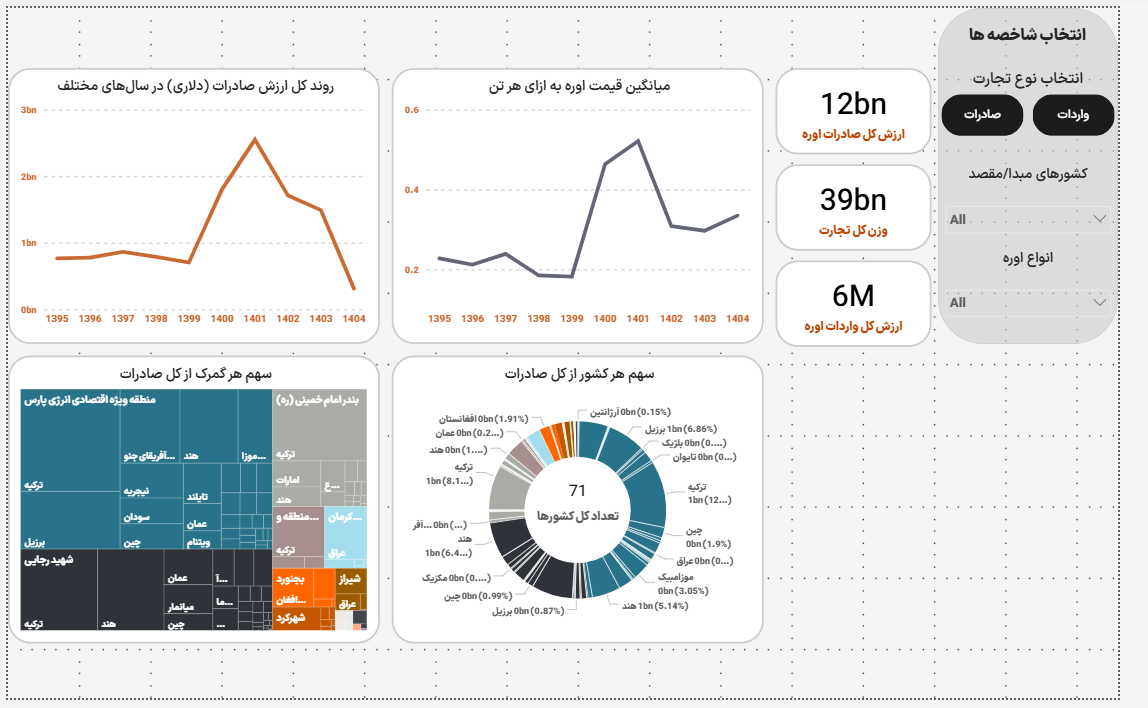 انتخاب شاخصه ها
انتخاب نوع تجارت
واردات
صادرات
کشورهای مبدا/مقصد
All
انواع اوره
All
12bn
ارزش کل صادرات اوره
39bn
وزن کل تجارت
6M
ارزش کل واردات اوره
میانگین قیمت اوره به ازای هر تن
0.6
0.4
0.2
1395 1396 1397 1398 1399 1400 1401 1402 1403 1404
روند کل ارزش صادرات (دلاری) در سال‌های مختلف
3bn
2bn
1bn
0bn
1395 1396 1397 1398 1399 1400 1401 1402 1403 1404
سهم هر کشور از کل صادرات
آرژانتین 0bn (0.15%)
برزیل 1bn (6.86%)
بلژیک 0bn (0....)
تایوان 0bn (0...)
ترکیه
1bn (12...)
چین
0bn (1.9%)
عراق 0bn (0...)
موزامبیک
0bn (3.05%)
هند 1bn (5.14%)
برزیل 0bn (0.87%)
چین 0bn (0.99%)
مکزیک 0bn (0....)
هند
1bn (6.4...)
آفر... 0bn (...)
ترکیه
1bn (8.1...)
هند 0bn (1....)
عمان 0bn (0.2...)
افغانستان 0bn (1.91%)
71
تعداد کل کشورها
سهم هر گمرک از کل صادرات
منطقه ویژه اقتصادی انرژی پارس
ترکیه
برزیل
آفریقای جنو...
هند
موزا...
نیجریه
سودان
چین
تایلند
عمان
ویتنام
شهید رجایی
ترکیه
هند
عمان
میانمار
چین
آ...
ما...
...
بندر امام خمینی (ره)
ترکیه
امارات
هند
ع...
منطقه و...
ترکیه
کرمان...
عراق
بجنورد
افغان...
شهرکرد
شیراز
عراق